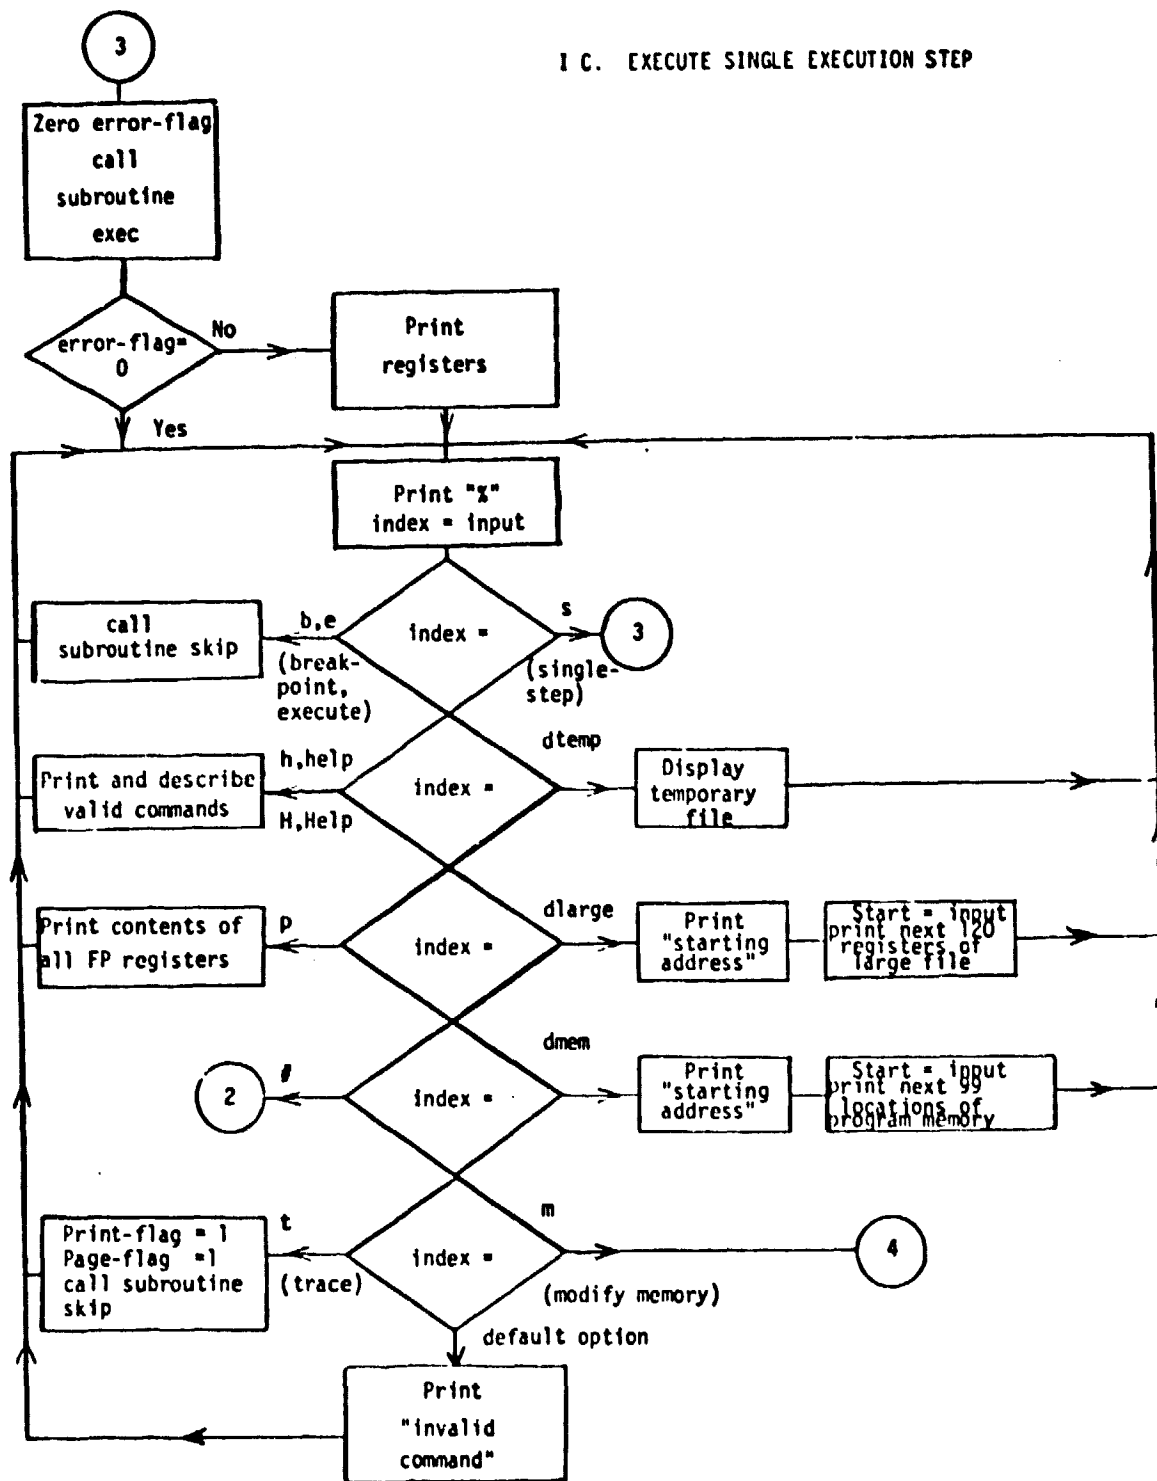 3
I C. EXECUTE SINGLE EXECUTION STEP
Zero error-flag
call
subroutine
exec
error-flag=
0
No
Print
registers
Yes
Print "%"
index = input
call
subroutine skip
b,e
(break-
point,
execute)
index =
s
(single-
step)
3
Print and describe
valid commands
h,help
H,Help
index =
dtemp
Display
temporary
file
Print contents of
all FP registers
p
index =
dlarge
Print
"starting
address"
Start = input
print next 120
registers of
large file
2
#
index =
dmem
Print
"starting
address"
Start = input
print next 99
locations of
program memory
Print-flag = 1
Page-flag =1
call subroutine
skip
t
(trace)
index =
m
(modify memory)
4
default option
Print
"invalid
command"